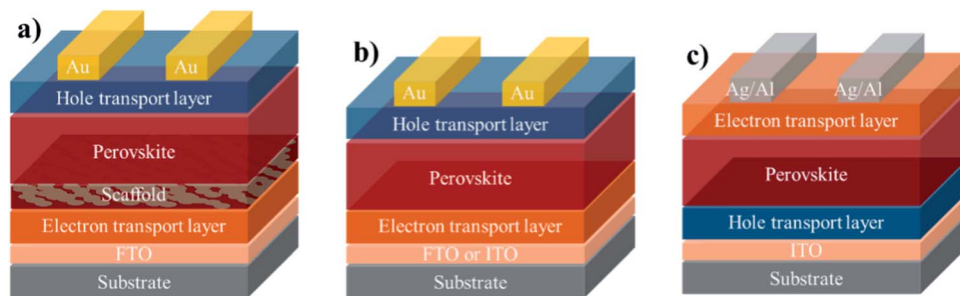 a)
Au Au
Hole transport layer
Perovskite
Scaffold
Electron transport layer
FTO
Substrate
b)
Au Au
Hole transport layer
Perovskite
Electron transport layer
FTO or ITO
Substrate
c)
Ag/Al Ag/Al
Electron transport layer
Perovskite
Hole transport layer
ITO
Substrate